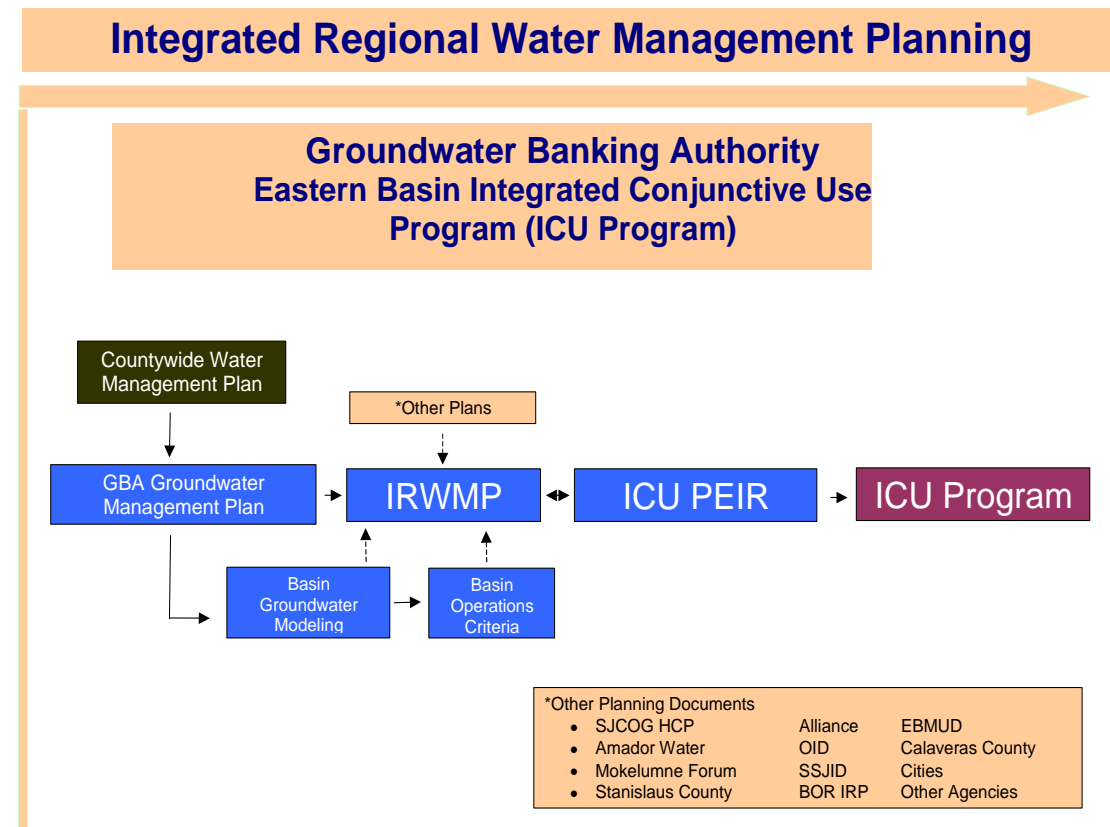 Integrated Regional Water Management Planning
Groundwater Banking Authority
Eastern Basin Integrated Conjunctive Use
Program (ICU Program)
Countywide Water
Management Plan
*Other Plans
GBA Groundwater
Management Plan
IRWMP
ICU PEIR
ICU Program
Basin
Groundwater
Modeling
Basin
Operations
Criteria
*Other Planning Documents
• SJCOG HCP Alliance EBMUD
• Amador Water OID Calaveras County
• Mokelumne Forum SSJID Cities
• Stanislaus County BOR IRP Other Agencies